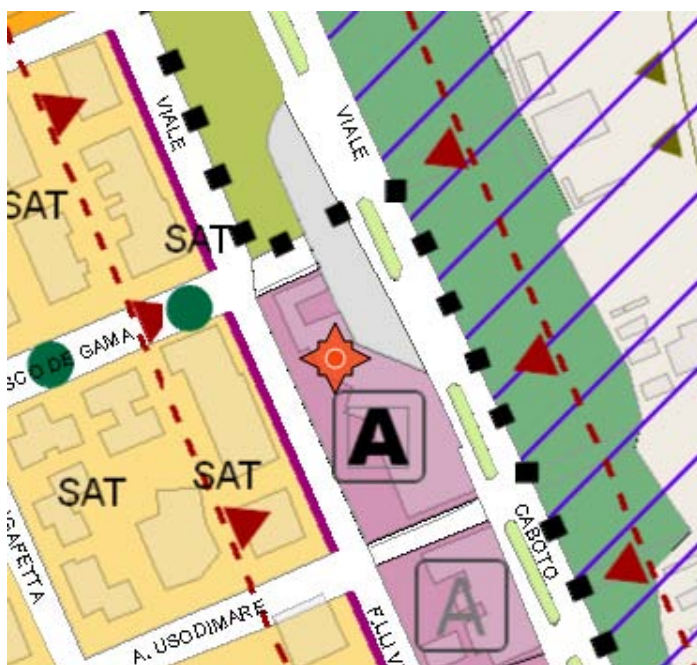 VIALE
VIALE
SAT
SAT
SCO DE GAMA
A
SAT
SAT
CABOTO
GAFETTA
A
A. USODIMARE
F.LLI V